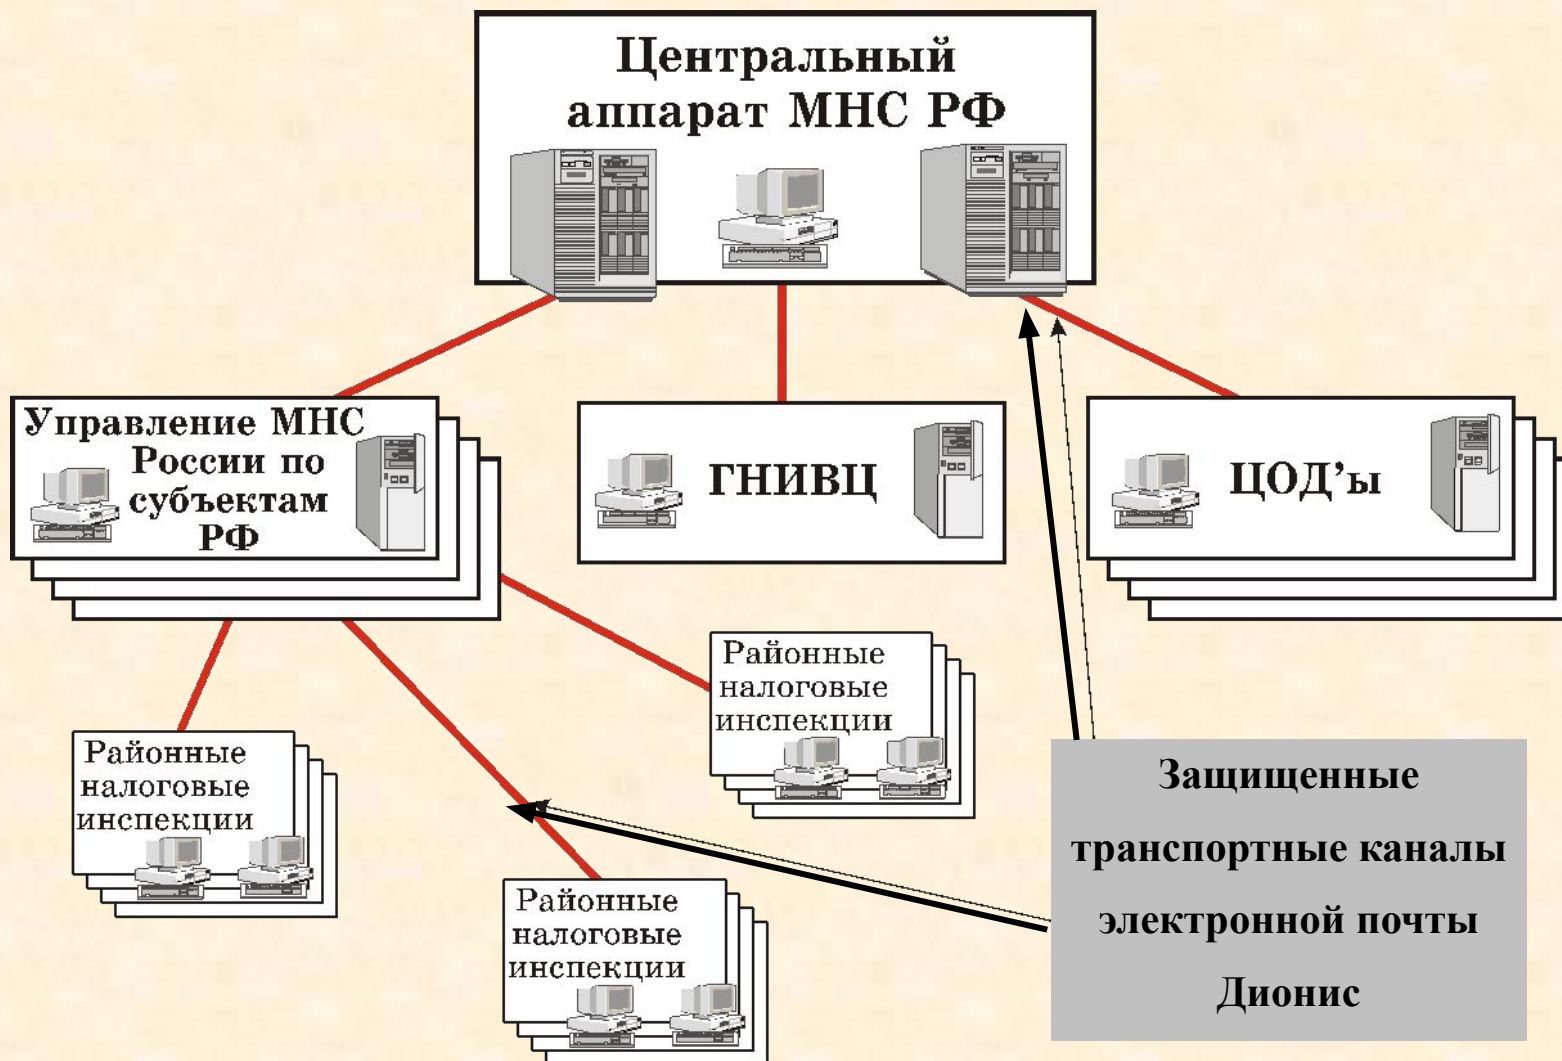 Центральный
аппарат МНС РФ
Управление МНС
России по
субъектам
РФ
ГНИВЦ
ЦОД’ы
Районные
налоговые
инспекции
Районные
налоговые
инспекции
Районные
налоговые
инспекции
Защищенные
транспортные каналы
электронной почты
Дионис